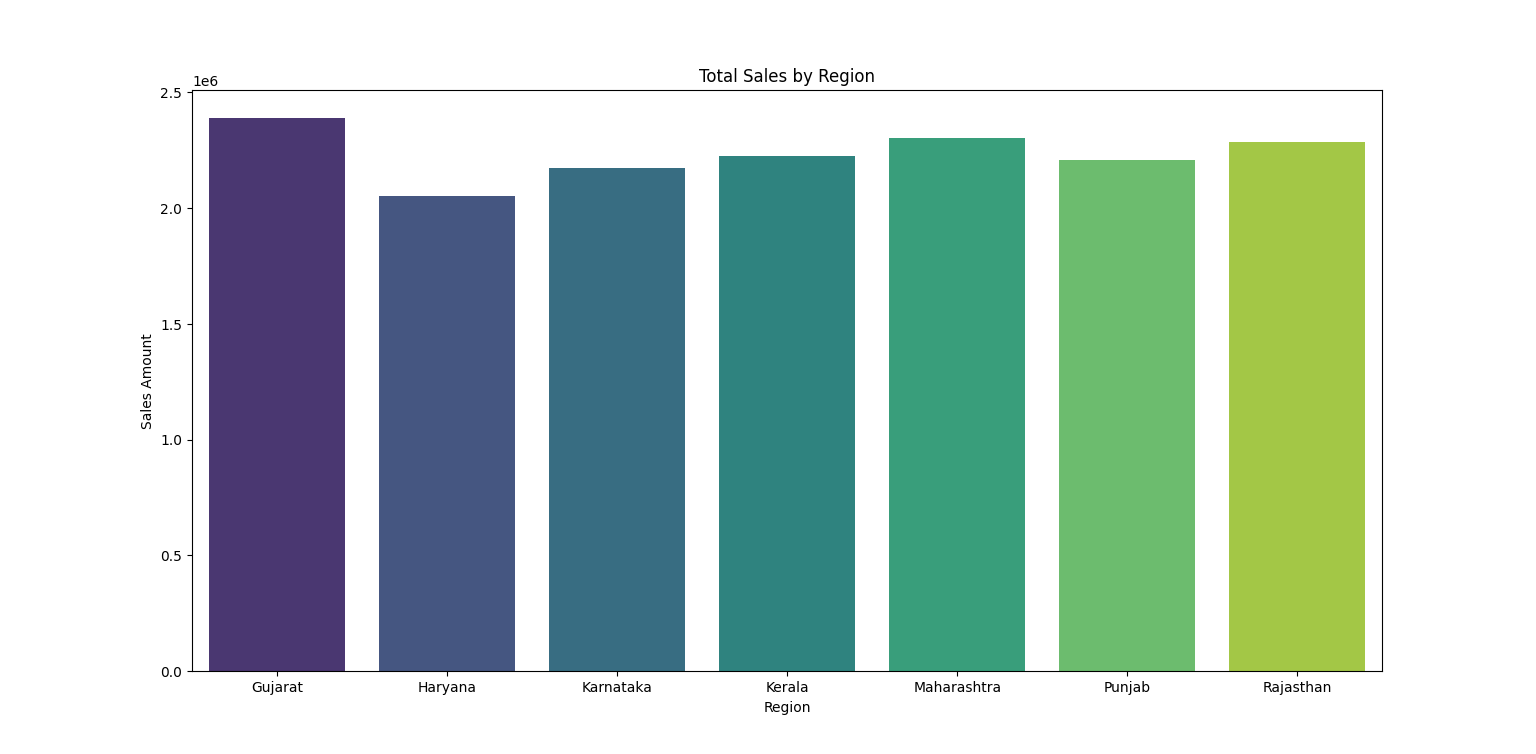 Total Sales by Region
1e6
2.5
2.0
1.5
1.0
0.5
0.0
Sales Amount
Gujarat Haryana Karnataka Kerala Maharashtra Punjab Rajasthan
Region